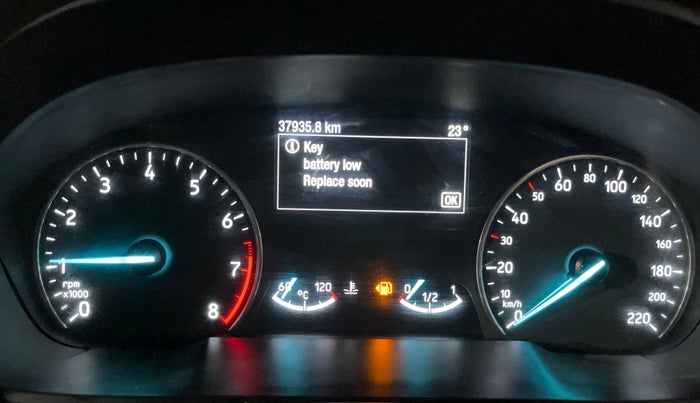 37935.8 km 23°
Key
battery low
Replace soon
OK
0 1 2 3 4 5 6 7 8
rpm
x1000
60 120
°C
0 1/2 1
0 10 20 30 40 50 60 80 100 120 140 160 180 200 220
km/h